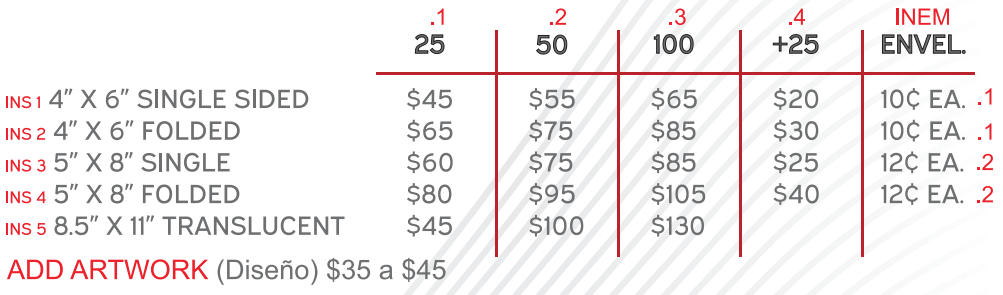 .1 .2 .3 .4 INEM
25 50 100 +25 ENVEL.
INS 1 4” X 6” SINGLE SIDED $45 $55 $65 $20 10¢ EA. .1
INS 2 4” X 6” FOLDED $65 $75 $85 $30 10¢ EA. .1
INS 3 5” X 8” SINGLE $60 $75 $85 $25 12¢ EA. .2
INS 4 5” X 8” FOLDED $80 $95 $105 $40 12¢ EA. .2
INS 5 8.5” X 11” TRANSLUCENT $45 $100 $130
ADD ARTWORK (Diseño) $35 a $45